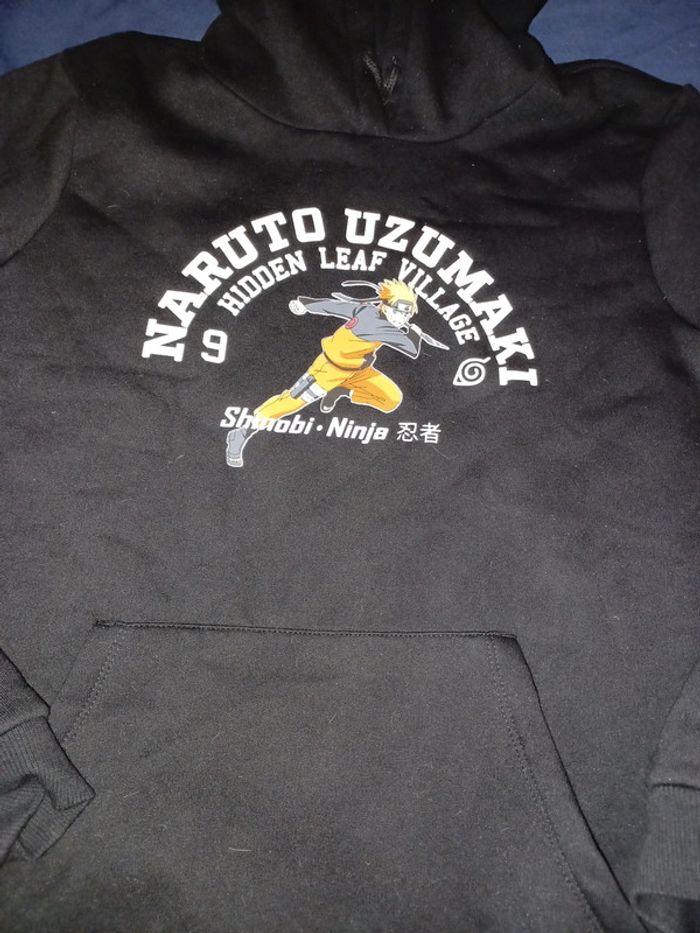 NARUTO UZUMAKI
HIDDEN LEAF VILLAGE
9
Shinobi · Ninja 忍者